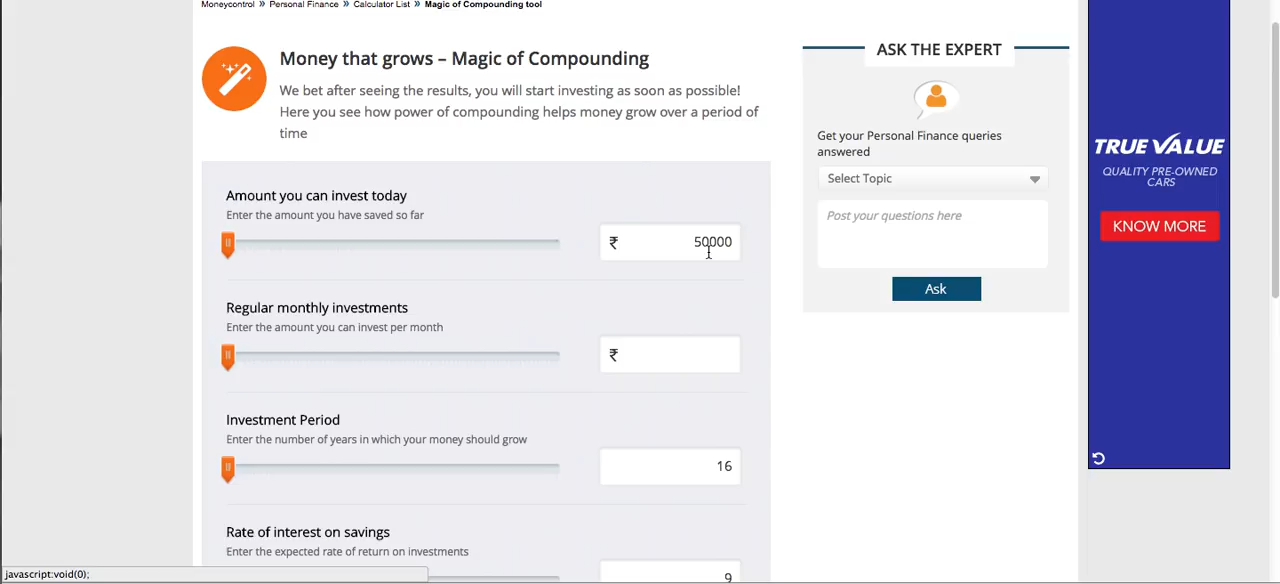 Moneycontrol » Personal Finance » Calculator List » Magic of Compounding tool
Money that grows – Magic of Compounding
We bet after seeing the results, you will start investing as soon as possible!
Here you see how power of compounding helps money grow over a period of
time
Amount you can invest today
Enter the amount you have saved so far
₹ 50000
Regular monthly investments
Enter the amount you can invest per month
₹
Investment Period
Enter the number of years in which your money should grow
16
Rate of interest on savings
Enter the expected rate of return on investments
9
ASK THE EXPERT
Get your Personal Finance queries
answered
Select Topic
Post your questions here
Ask
TRUE VALUE
QUALITY PRE-OWNED
CARS
KNOW MORE
javascript:void(0);